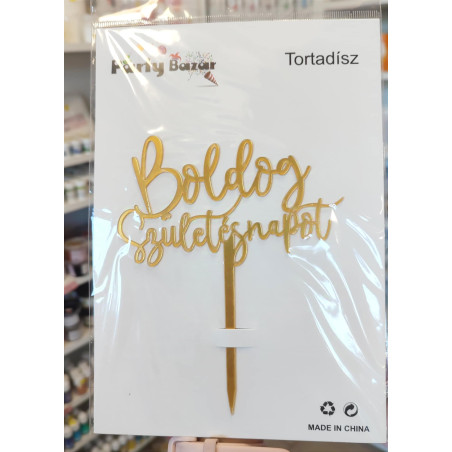 Party Bazár
Tortadísz
Boldog
Születésnapot
MADE IN CHINA